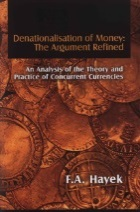 Denationalisation of Money:
The Argument Refined
An Analysis of the Theory and
Practice of Concurrent Currencies
F.A. Hayek